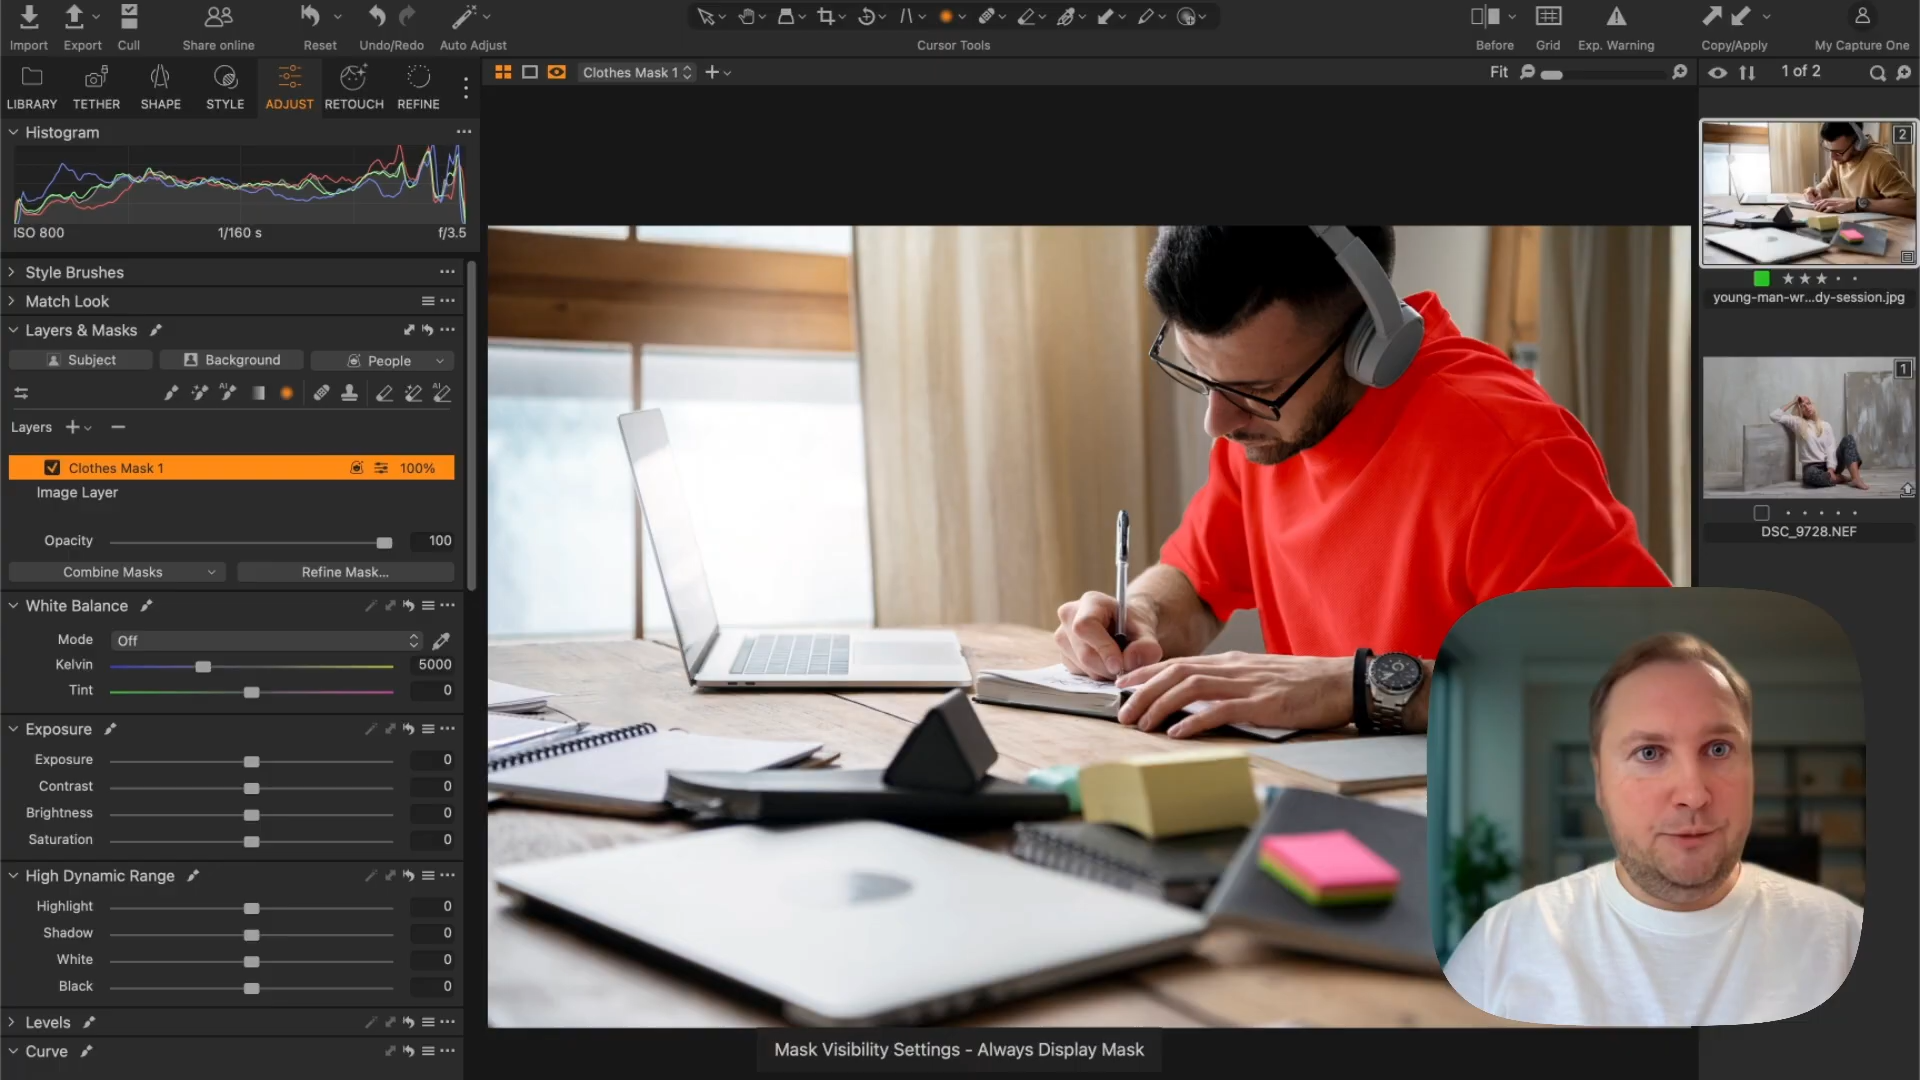 Import
Export
Cull
Share online
Reset
Undo/Redo
Auto Adjust
Cursor Tools
Before
Grid
Exp. Warning
Copy/Apply
My Capture One
LIBRARY
TETHER
SHAPE
STYLE
ADJUST
RETOUCH
REFINE
Clothes Mask 1
Fit
1 of 2
Histogram
ISO 800
1/160 s
f/3.5
Style Brushes
Match Look
Layers & Masks
Subject
Background
People
AI
AI
Layers
Clothes Mask 1
100%
Image Layer
Opacity
100
Combine Masks
Refine Mask...
White Balance
Mode
Off
Kelvin
5000
Tint
0
Exposure
Exposure
0
Contrast
0
Brightness
0
Saturation
0
High Dynamic Range
Highlight
0
Shadow
0
White
0
Black
0
Levels
Curve
2
young-man-wr...dy-session.jpg
1
DSC_9728.NEF
Mask Visibility Settings - Always Display Mask